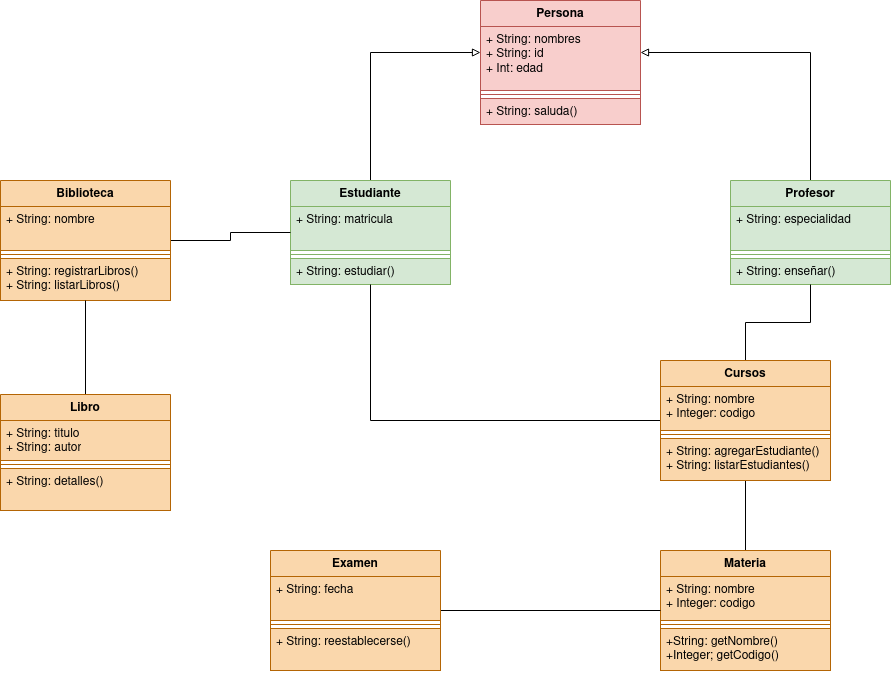 Persona
+ String: nombres
+ String: id
+ Int: edad
+ String: saluda()
Biblioteca
+ String: nombre
+ String: registrarLibros()
+ String: listarLibros()
Estudiante
+ String: matricula
+ String: estudiar()
Profesor
+ String: especialidad
+ String: enseñar()
Cursos
+ String: nombre
+ Integer: codigo
+ String: agregarEstudiante()
+ String: listarEstudiantes()
Libro
+ String: titulo
+ String: autor
+ String: detalles()
Examen
+ String: fecha
+ String: reestablecerse()
Materia
+ String: nombre
+ Integer: codigo
+String: getNombre()
+Integer; getCodigo()